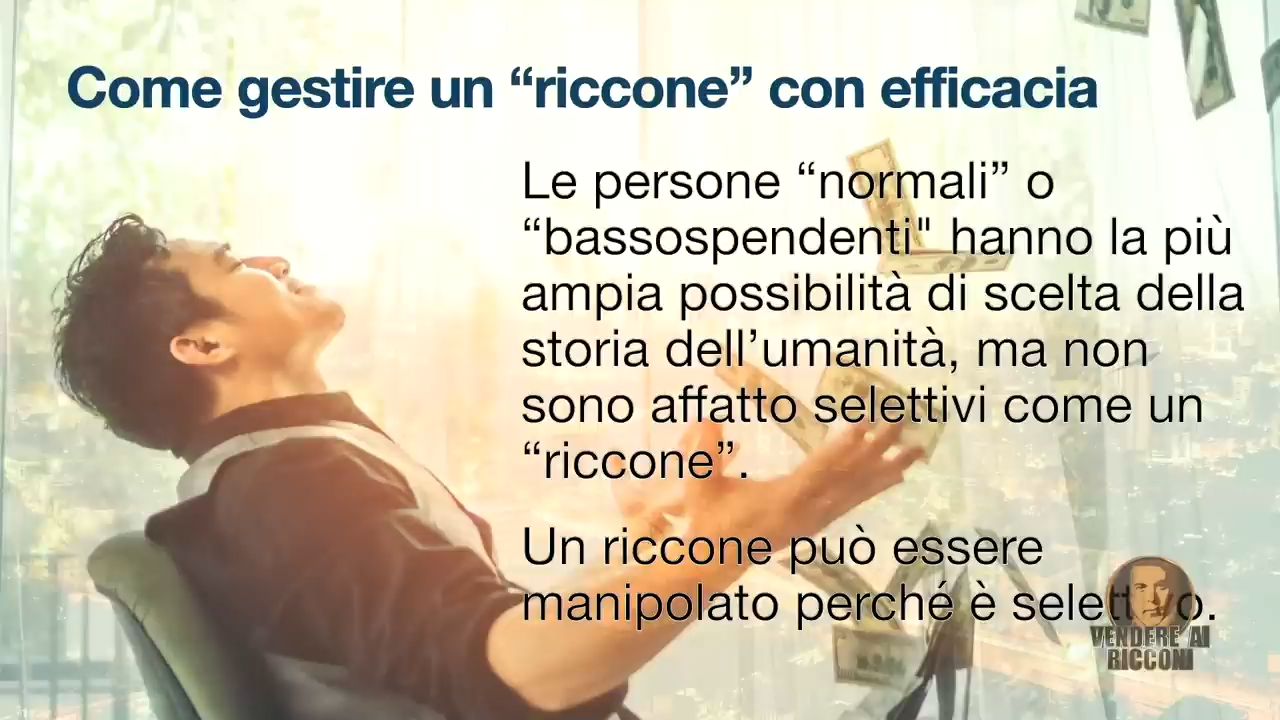 Come gestire un “riccone” con efficacia
Le persone “normali” o
“bassospendenti" hanno la più
ampia possibilità di scelta della
storia dell’umanità, ma non
sono affatto selettivi come un
“riccone”.
Un riccone può essere
manipolato perché è selettivo.
VENDERE AI
RICCONI